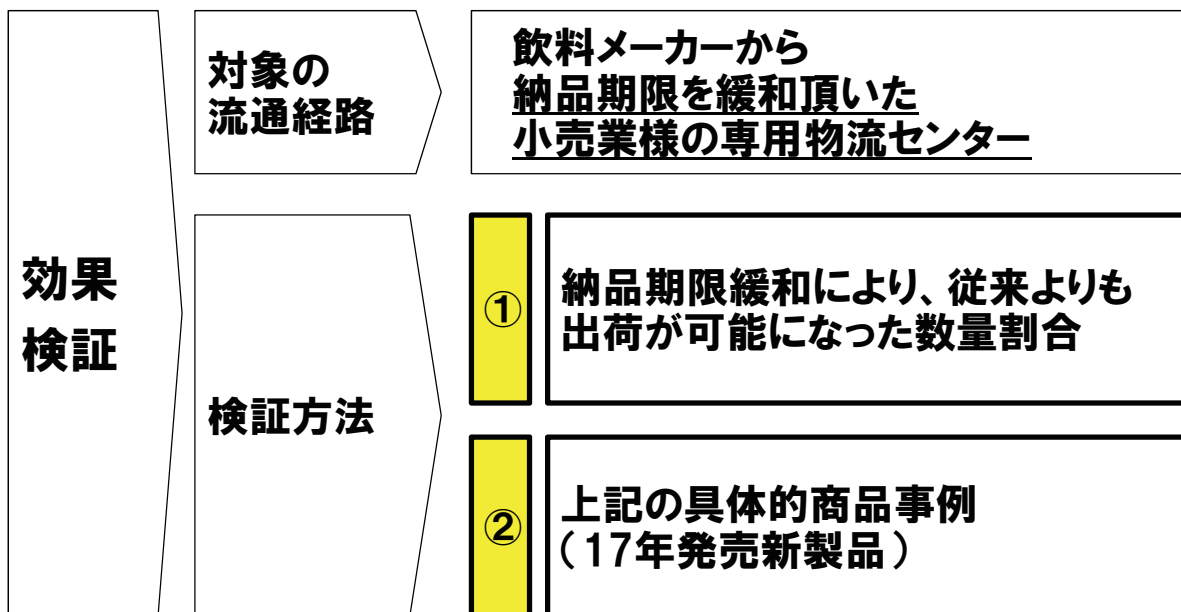 効果
検証
対象の
流通経路
飲料メーカーから
納品期限を緩和頂いた
小売業様の専用物流センター
検証方法
①
納品期限緩和により、従来よりも
出荷が可能になった数量割合
②
上記の具体的商品事例
（17年発売新製品）